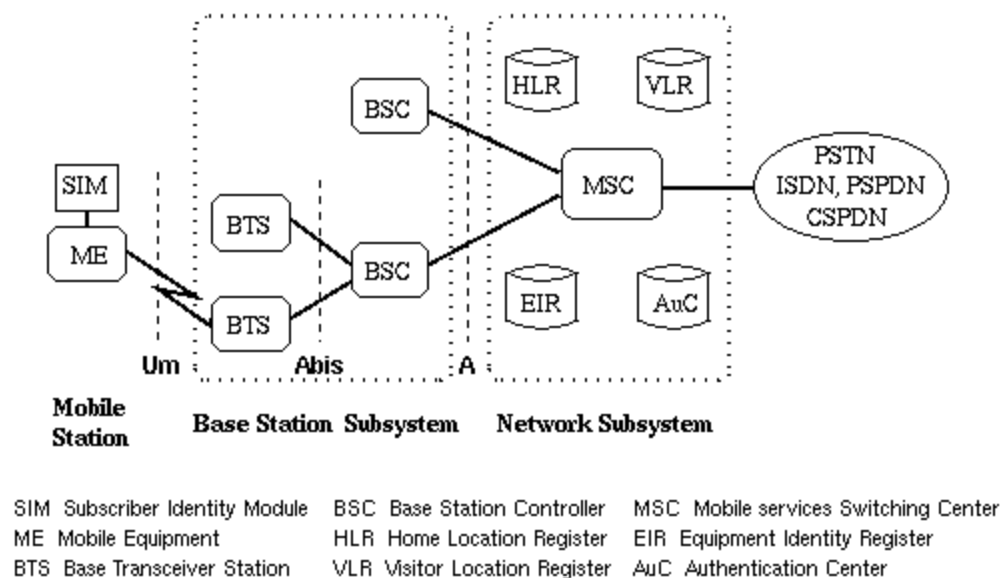 HLR
VLR
BSC
PSTN
ISDN, PSPDN
CSPDN
SIM
MSC
BTS
ME
BSC
EIR
AuC
BTS
Um
Abis
A
Mobile
Station
Base Station Subsystem
Network Subsystem
SIM Subscriber Identity Module
BSC Base Station Controller
MSC Mobile services Switching Center
ME Mobile Equipment
HLR Home Location Register
EIR Equipment Identity Register
BTS Base Transceiver Station
VLR Visitor Location Register
AuC Authentication Center